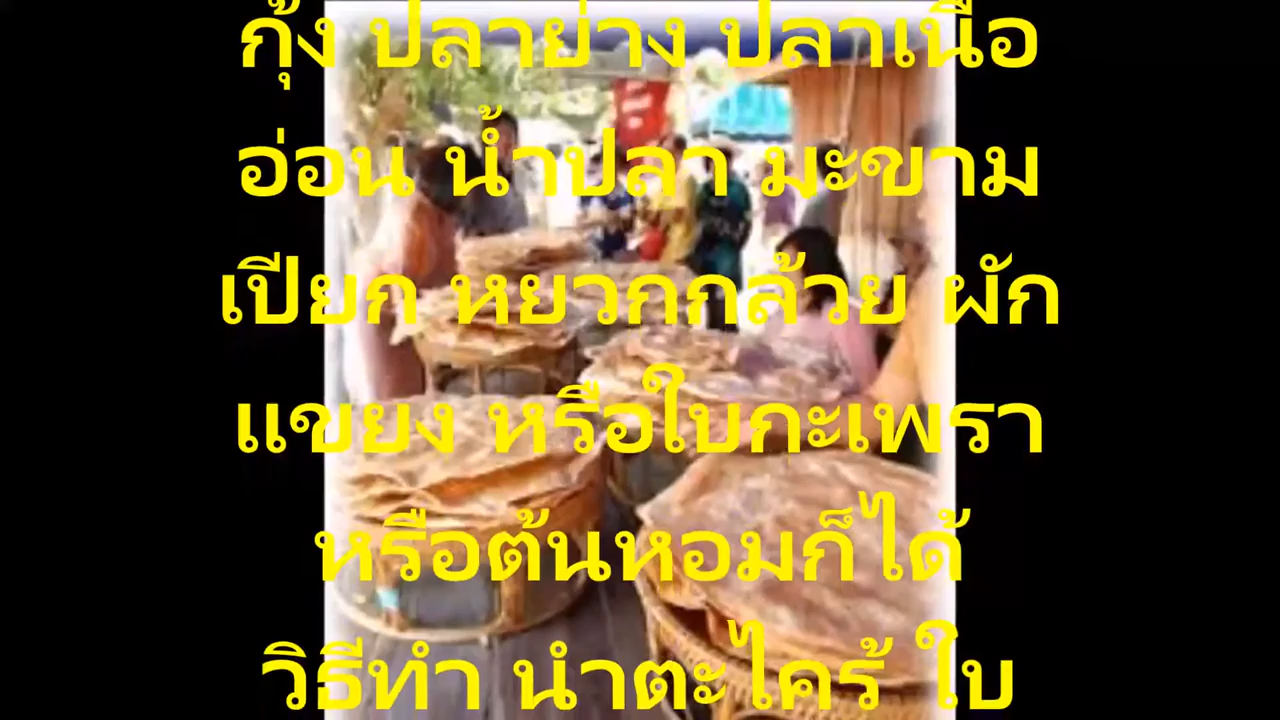 กุ้ง ปลาย่าง ปลาเนื้อ
อ่อน น้ำปลา มะขาม
เปียก หยวกกล้วย ผัก
แขยง หรือใบกะเพรา
หรือต้นหอมก็ได้
วิธีทำ นำตะไคร้ ใบ